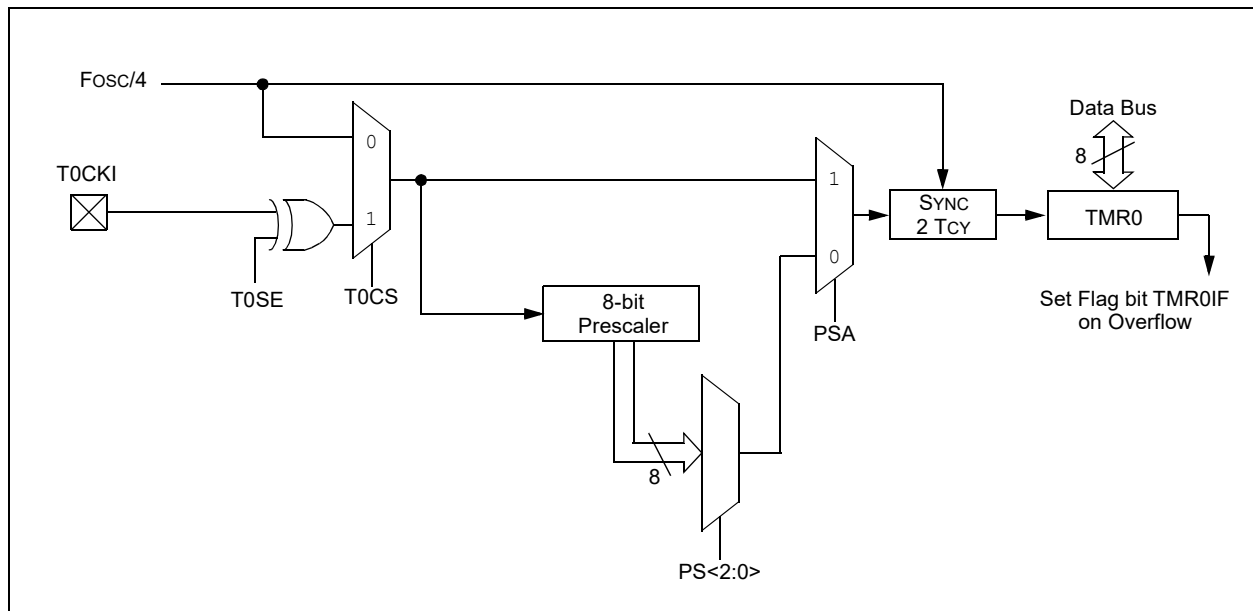 FOSC/4
Data Bus
8
T0CKI
0
1
1
0
SYNC
2 TCY
TMR0
T0SE
T0CS
8-bit
Prescaler
PSA
Set Flag bit TMR0IF
on Overflow
8
PS<2:0>